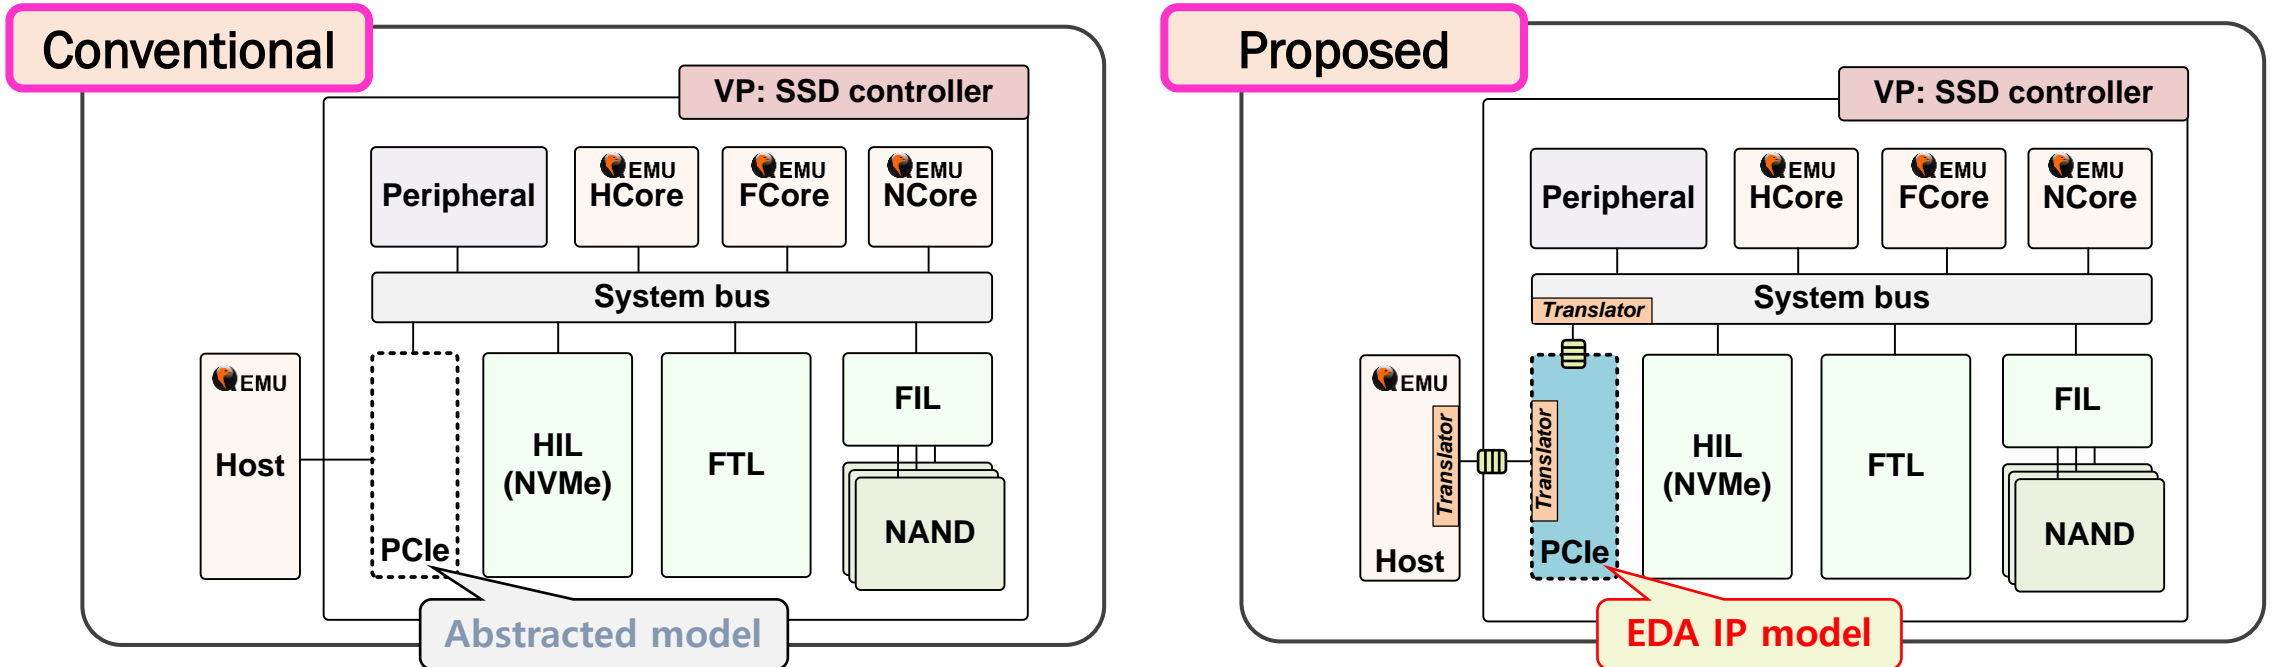 Conventional
VP: SSD controller
Peripheral
QEMU
HCore
QEMU
FCore
QEMU
NCore
System bus
QEMU
Host
PCIe
HIL
(NVMe)
FTL
FIL
NAND
Abstracted model
Proposed
VP: SSD controller
Peripheral
QEMU
HCore
QEMU
FCore
QEMU
NCore
System bus
Translator
QEMU
Translator
Host
Translator
PCIe
HIL
(NVMe)
FTL
FIL
NAND
EDA IP model